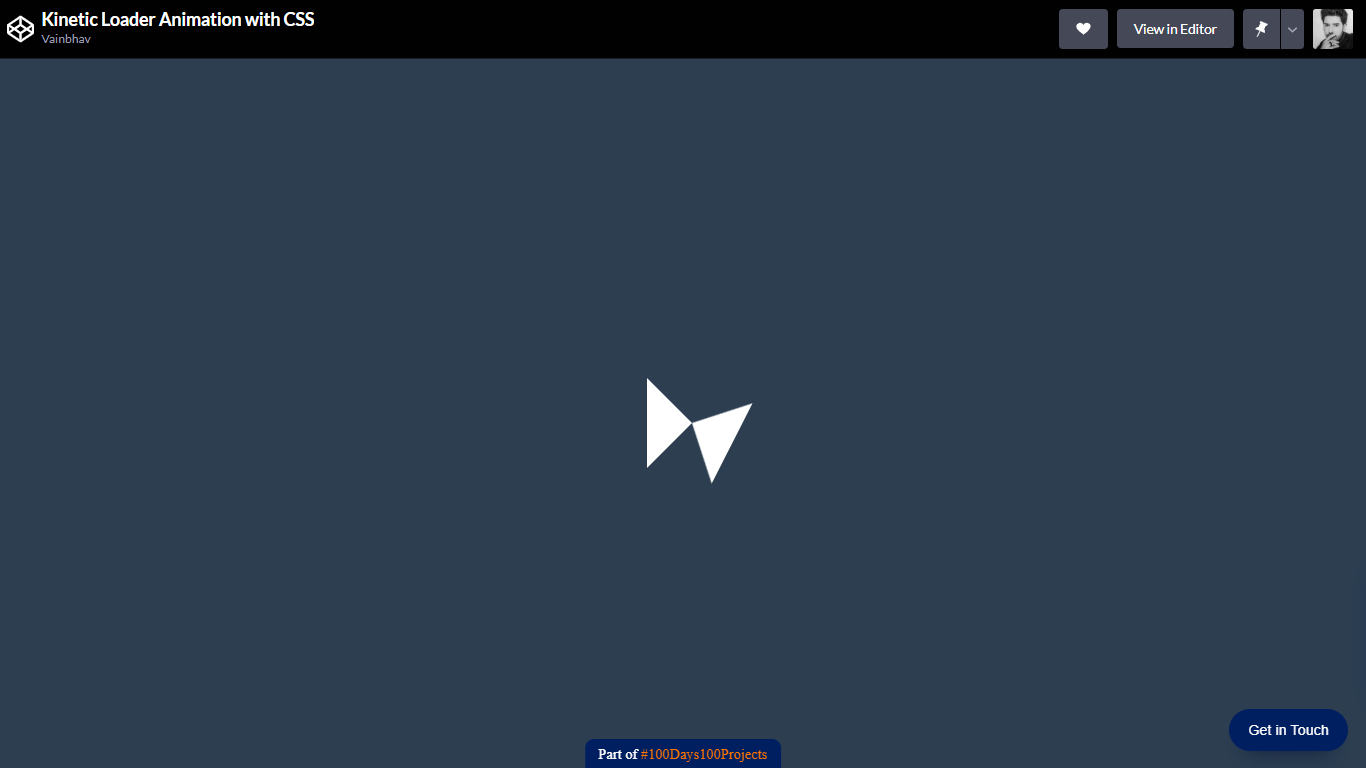 Kinetic Loader Animation with CSS
Vainbhav
View in Editor
Get in Touch
Part of #100Days100Projects